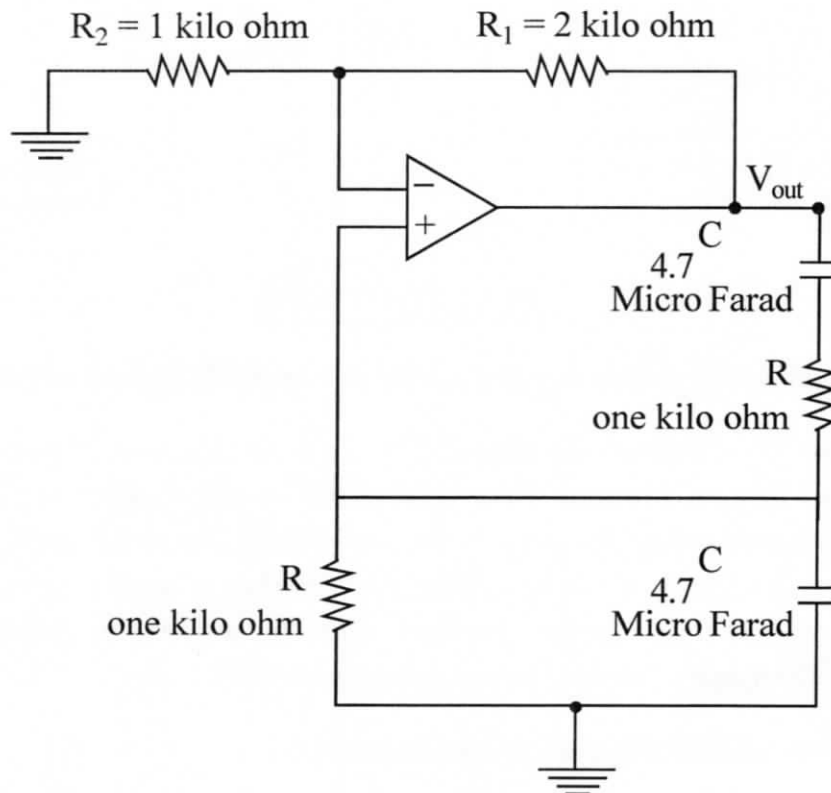 R₂ = 1 kilo ohm
R₁ = 2 kilo ohm
−
+
Vout
C
4.7
Micro Farad
R
one kilo ohm
R
one kilo ohm
C
4.7
Micro Farad